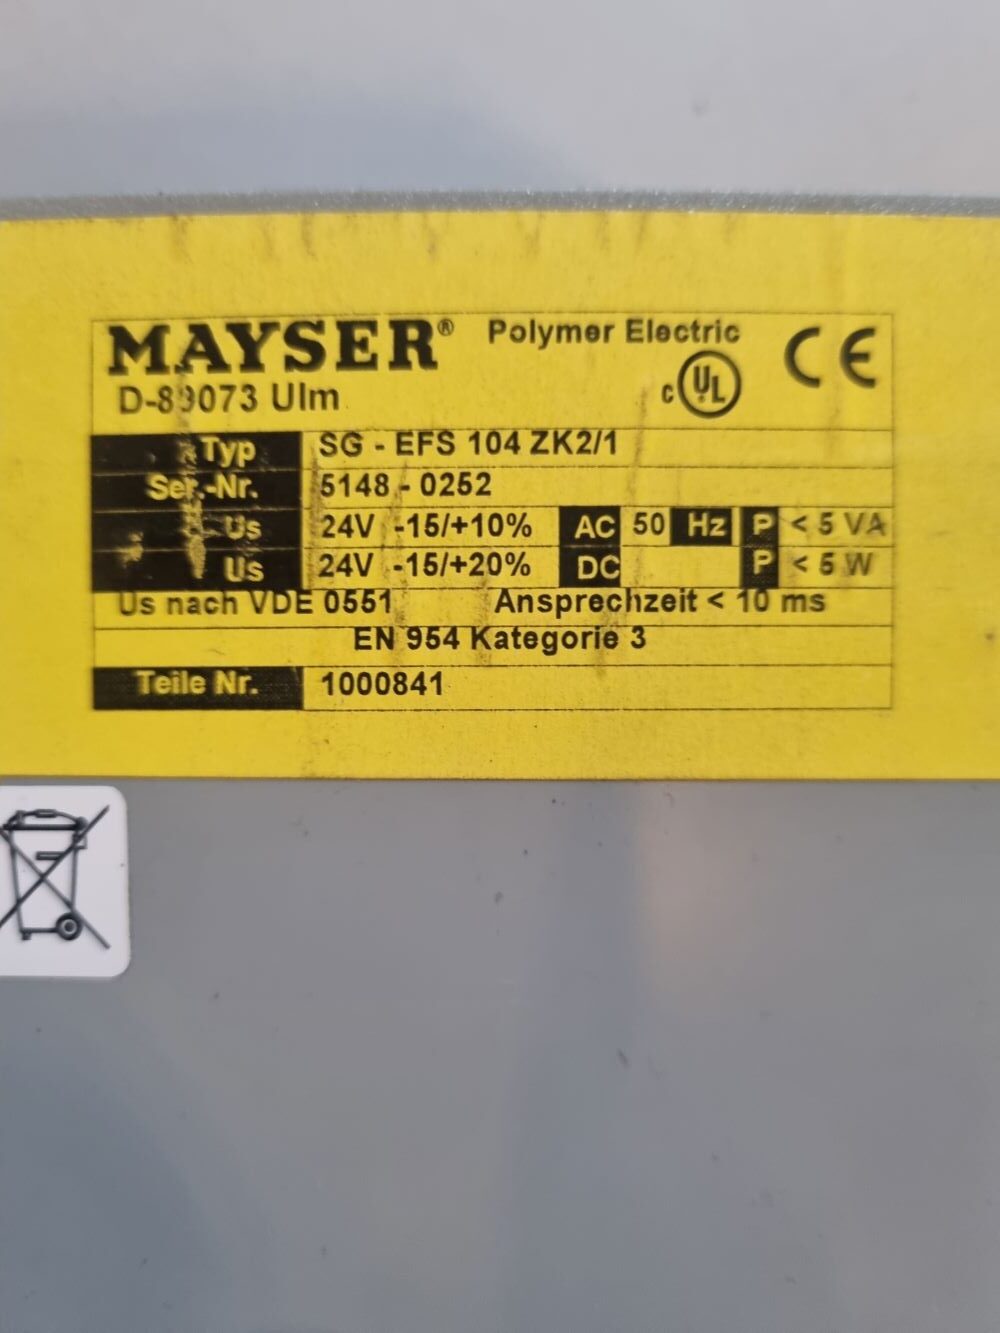 MAYSER® Polymer Electric
CE
D-89073 Ulm
c UL
Typ SG - EFS 104 ZK2/1
Ser.-Nr. 5148 - 0252
Us 24V -15/+10% AC 50 Hz P < 5 VA
Us 24V -15/+20% DC P < 5 W
Us nach VDE 0551 Ansprechzeit < 10 ms
EN 954 Kategorie 3
Teile Nr. 1000841